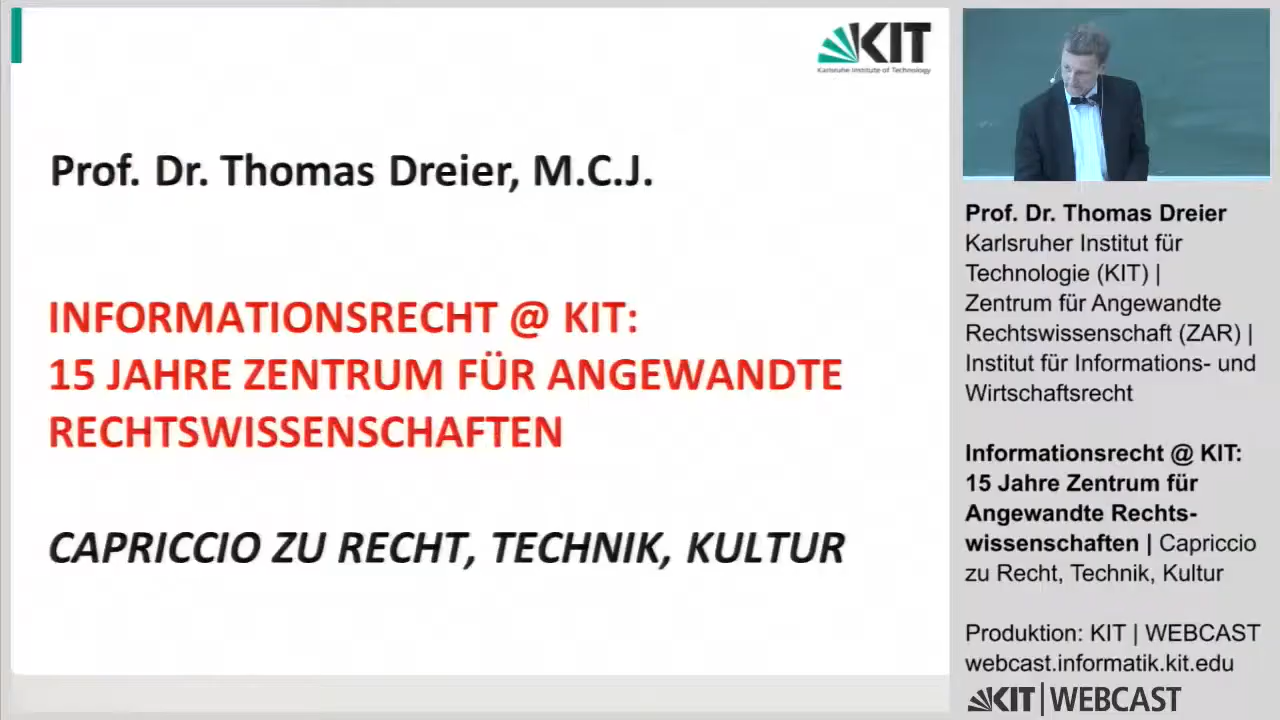 KIT
Karlsruhe Institute of Technology
Prof. Dr. Thomas Dreier, M.C.J.
INFORMATIONSRECHT @ KIT:
15 JAHRE ZENTRUM FÜR ANGEWANDTE
RECHTSWISSENSCHAFTEN
CAPRICCIO ZU RECHT, TECHNIK, KULTUR
Prof. Dr. Thomas Dreier
Karlsruher Institut für
Technologie (KIT) |
Zentrum für Angewandte
Rechtswissenschaft (ZAR) |
Institut für Informations- und
Wirtschaftsrecht
Informationsrecht @ KIT:
15 Jahre Zentrum für
Angewandte Rechts-
wissenschaften | Capriccio
zu Recht, Technik, Kultur
Produktion: KIT | WEBCAST
webcast.informatik.kit.edu
KIT | WEBCAST